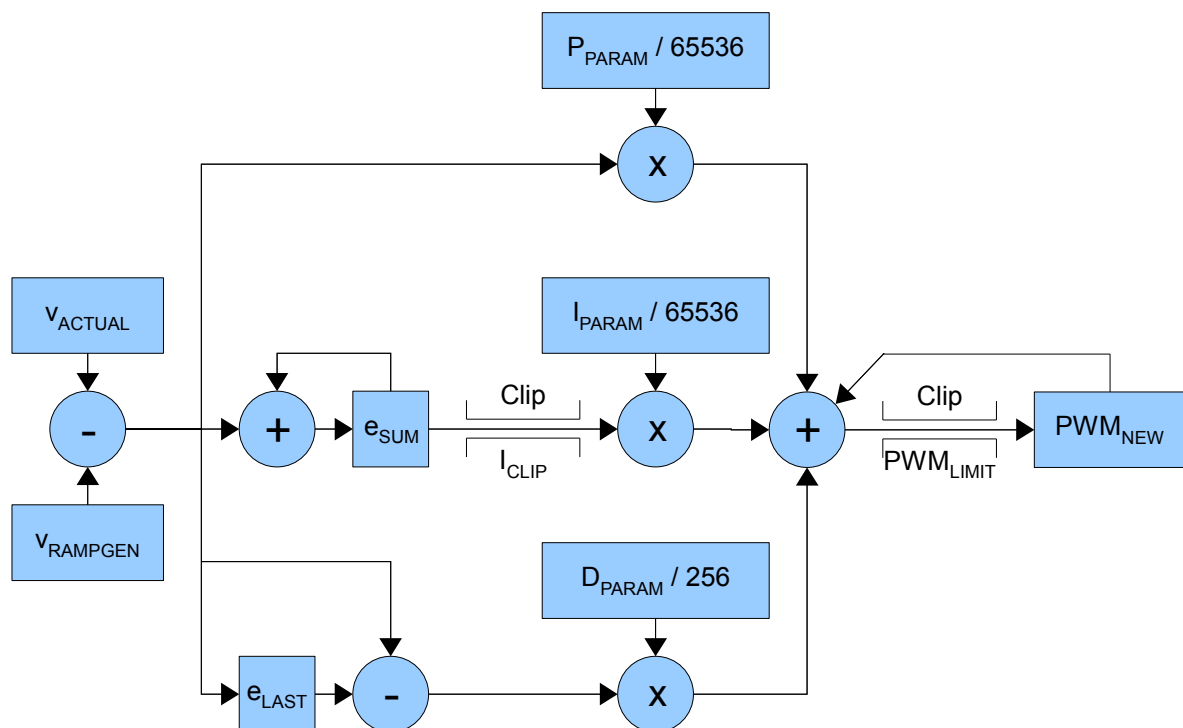 P_PARAM / 65536
x
v_ACTUAL
I_PARAM / 65536
-
+
e_SUM
Clip
I_CLIP
x
+
Clip
PWM_LIMIT
PWM_NEW
v_RAMPGEN
D_PARAM / 256
e_LAST
-
x